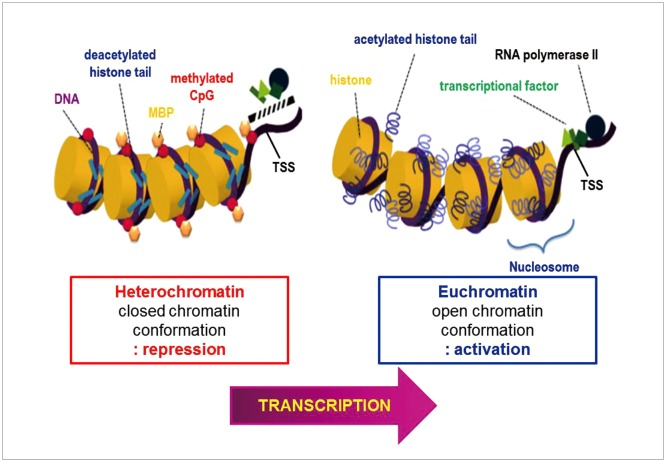 deacetylated
histone tail
methylated
CpG
DNA
MBP
TSS
acetylated histone tail
RNA polymerase II
histone
transcriptional factor
TSS
Nucleosome
Heterochromatin
closed chromatin
conformation
: repression
Euchromatin
open chromatin
conformation
: activation
TRANSCRIPTION